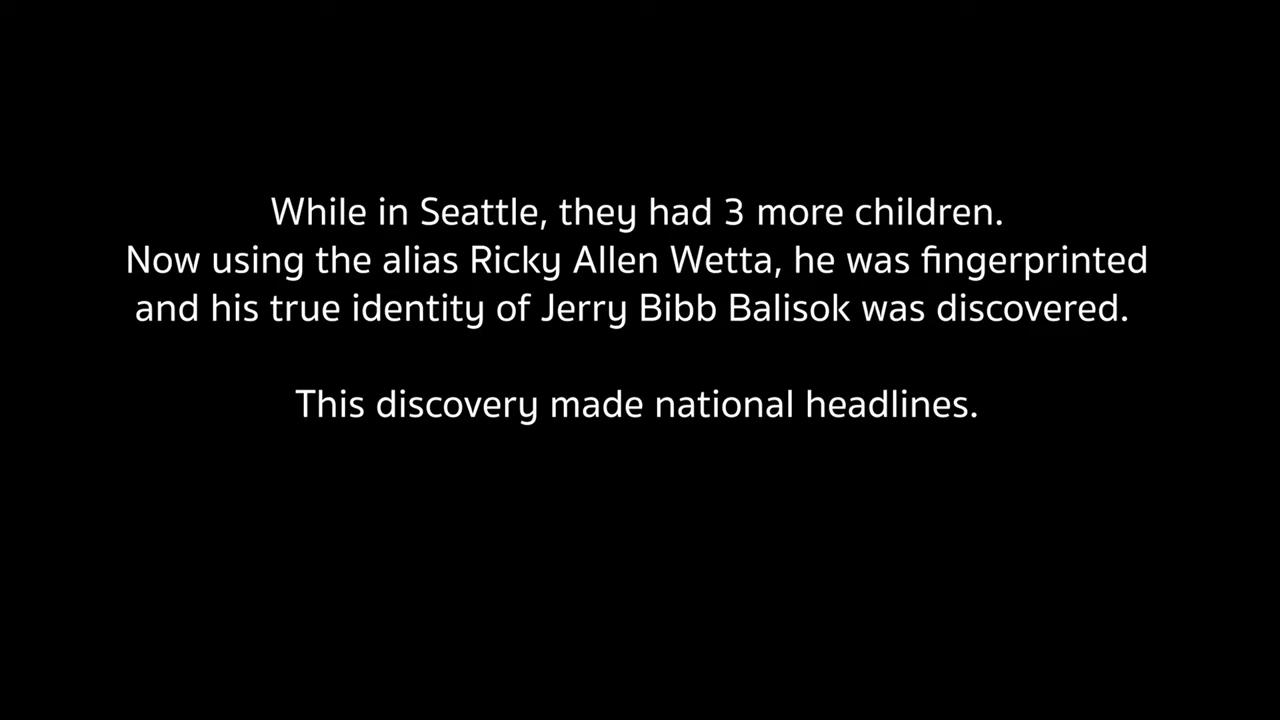 While in Seattle, they had 3 more children.
Now using the alias Ricky Allen Wetta, he was fingerprinted
and his true identity of Jerry Bibb Balisok was discovered.
This discovery made national headlines.